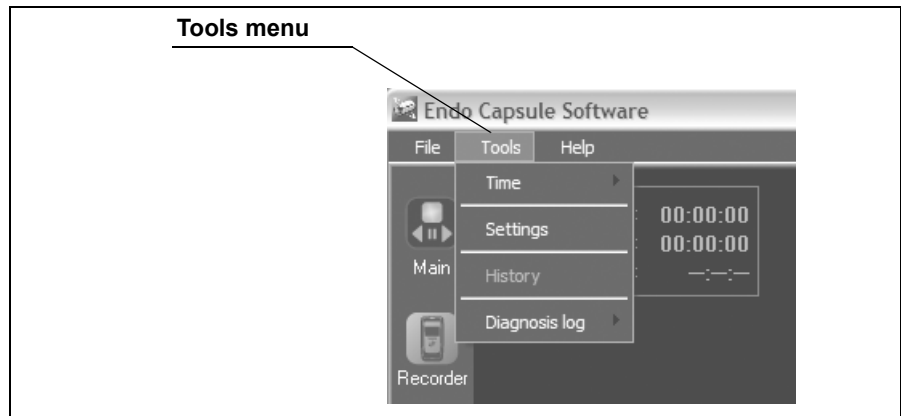 Tools menu
Endo Capsule Software
File Tools Help
Time
: 00:00:00
Settings
: 00:00:00
Main
History
: --:--:--
Diagnosis log
Recorder